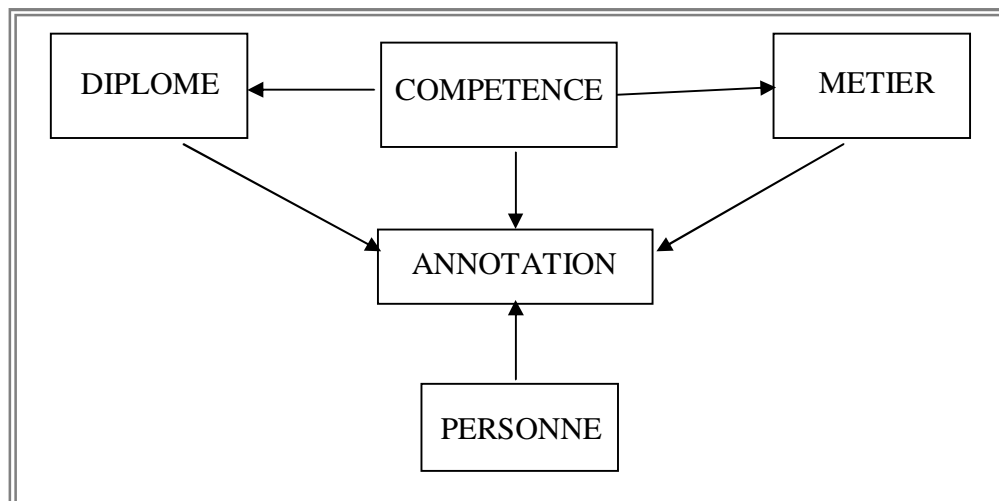 DIPLOME
COMPETENCE
METIER
ANNOTATION
PERSONNE